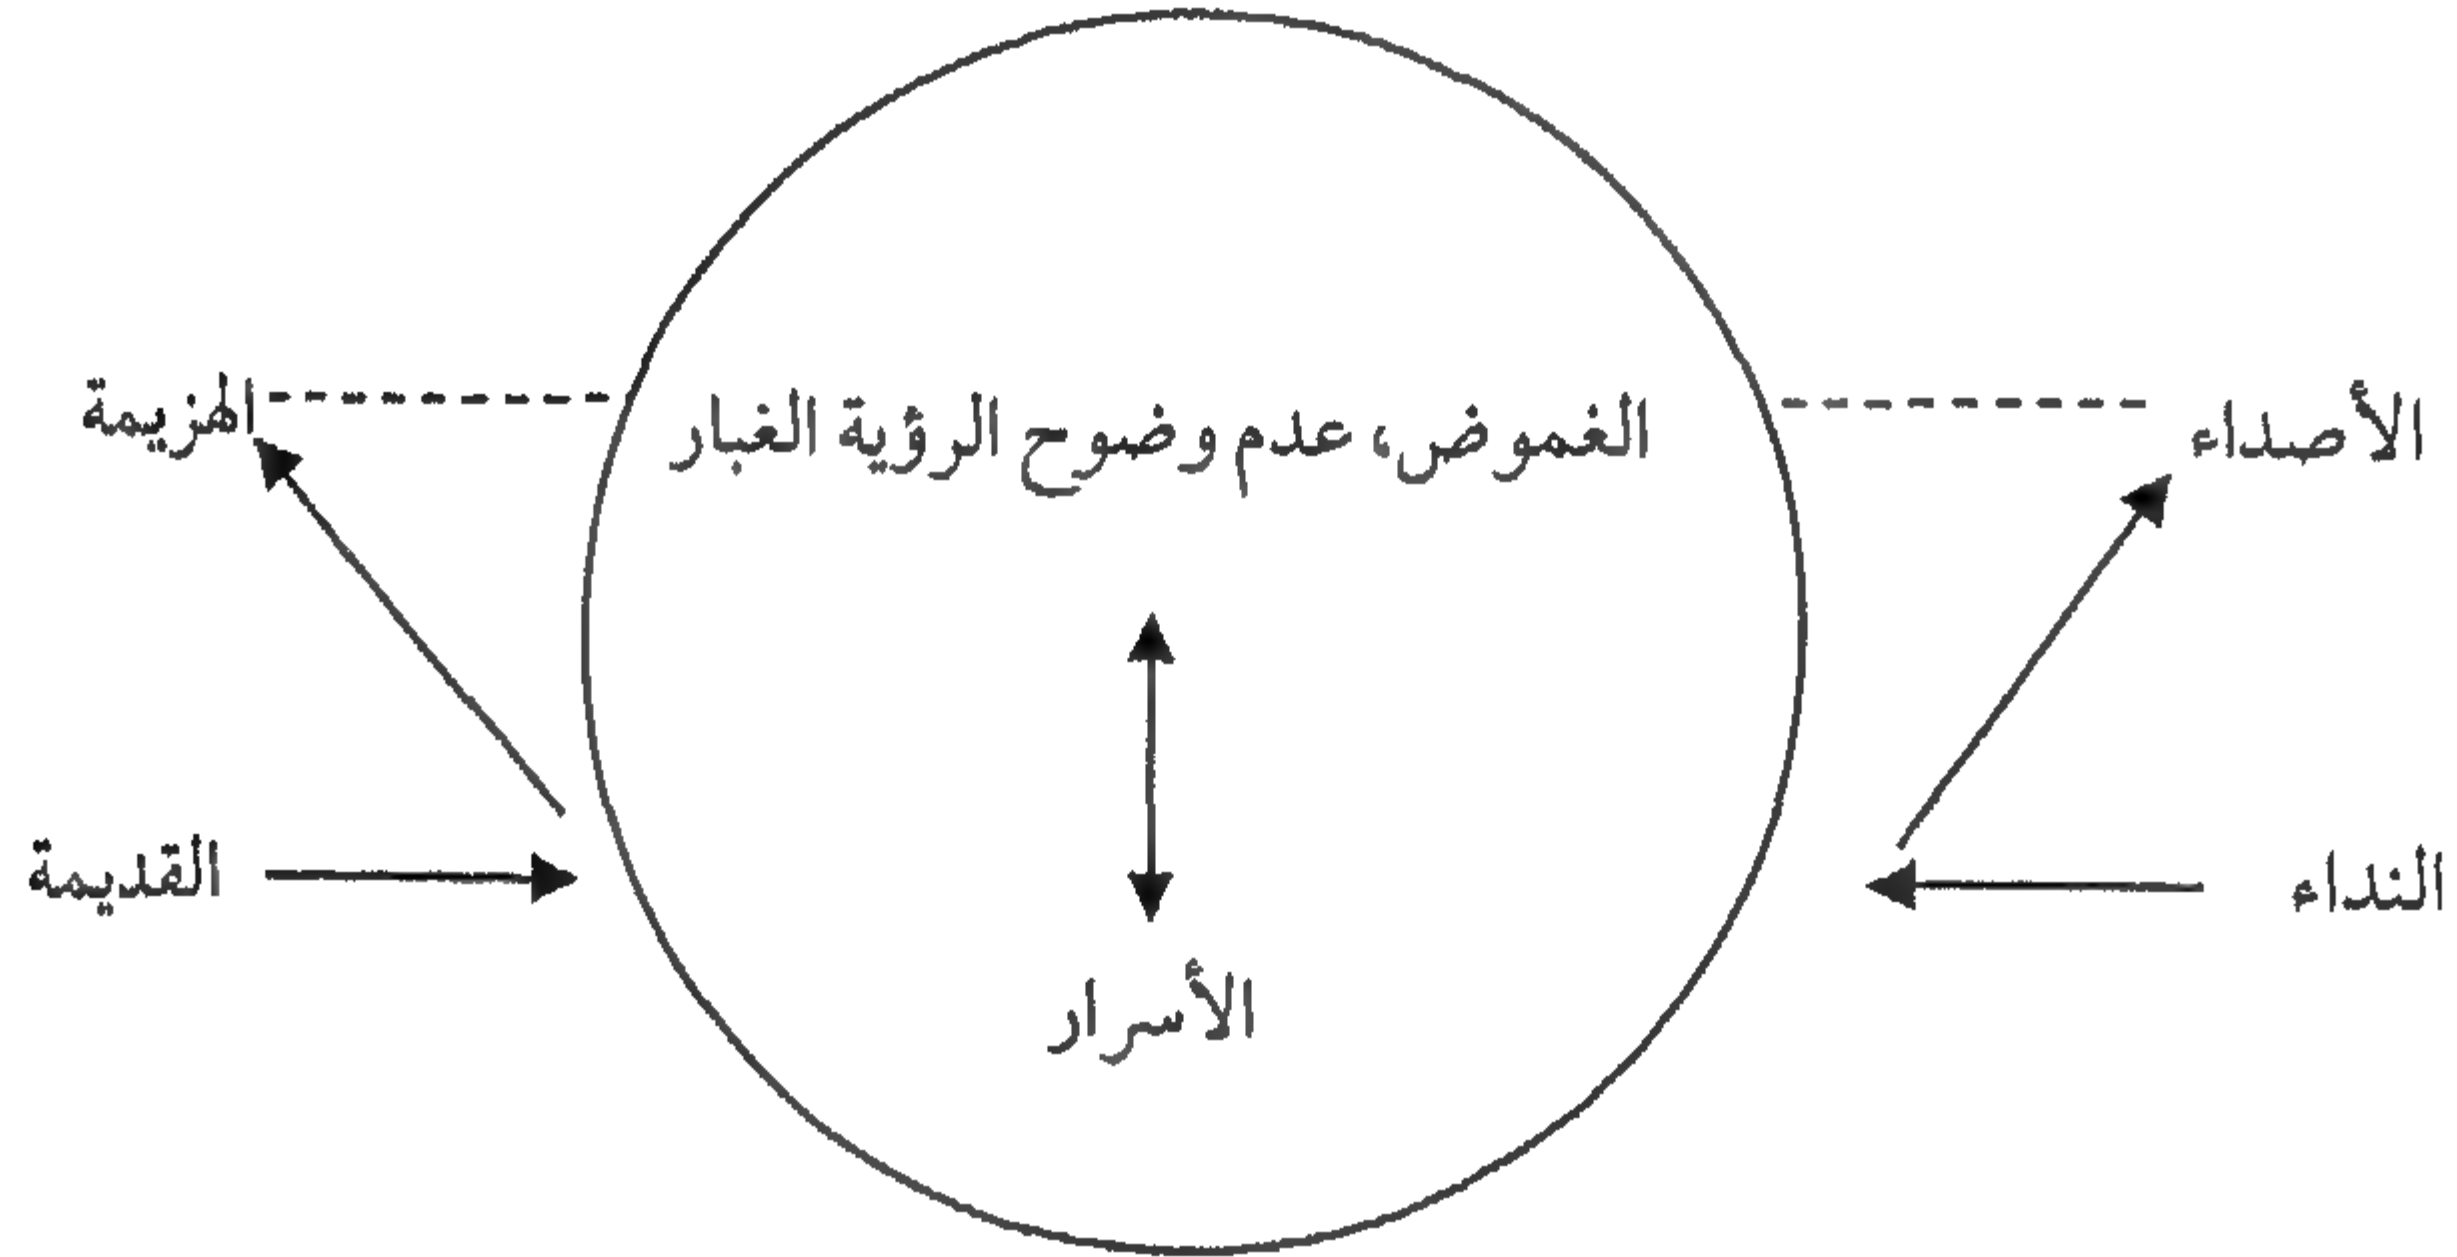 الأصداء
الغموض، عدم وضوح الرؤية الغبار
الهزيمة
النداء
القديمة
الأسرار